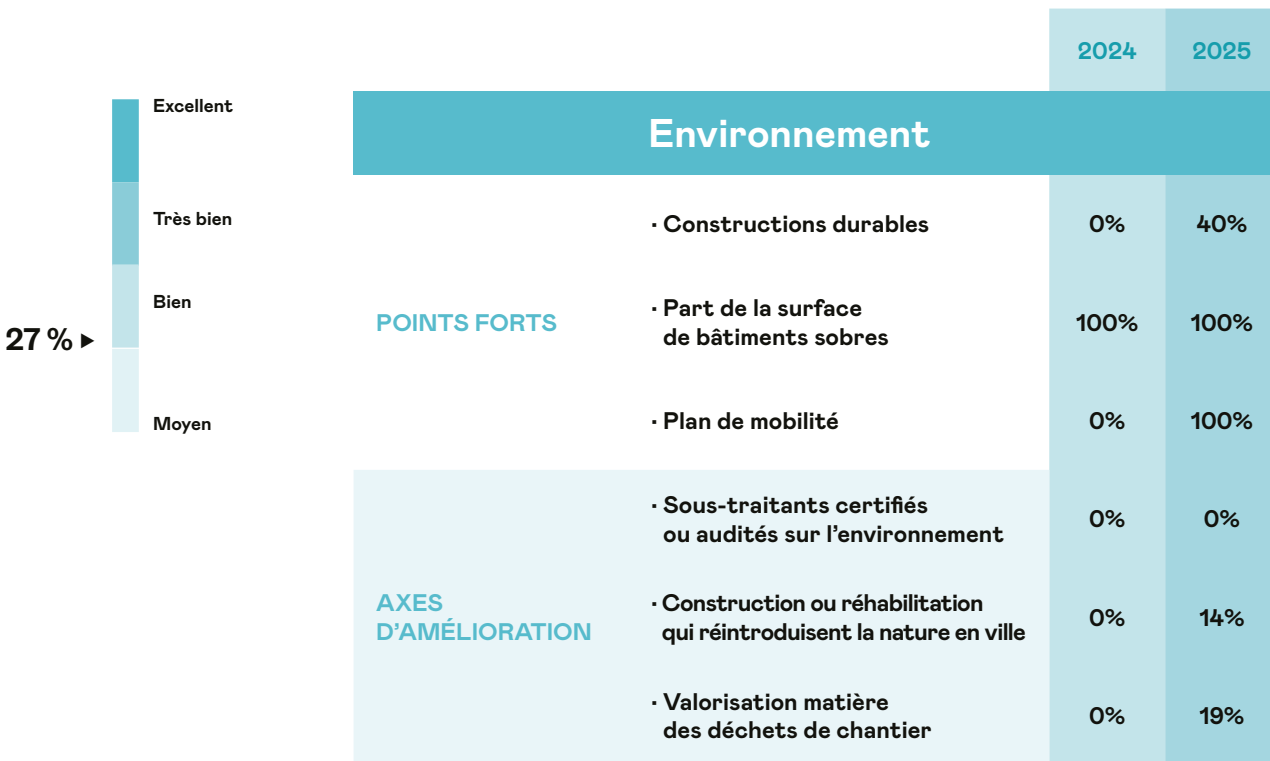 2024 2025
Excellent
Très bien
Bien
27 % ►
Moyen
Environnement
POINTS FORTS
· Constructions durables 0% 40%
· Part de la surface
de bâtiments sobres 100% 100%
· Plan de mobilité 0% 100%
AXES
D'AMÉLIORATION
· Sous-traitants certifiés
ou audités sur l'environnement 0% 0%
· Construction ou réhabilitation
qui réintroduisent la nature en ville 0% 14%
· Valorisation matière
des déchets de chantier 0% 19%